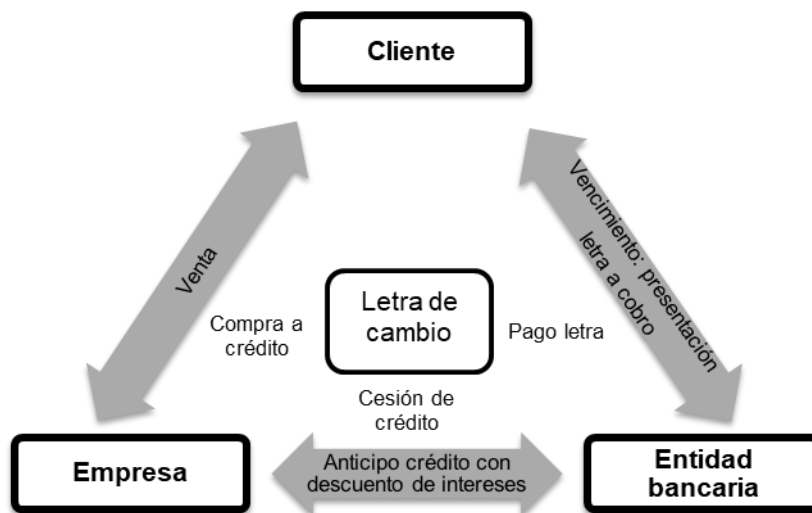 Cliente
Venta
Vencimiento: presentación
letra a cobro
Letra de
cambio
Compra a
crédito
Pago letra
Cesión de
crédito
Empresa
Anticipo crédito con
descuento de intereses
Entidad
bancaria